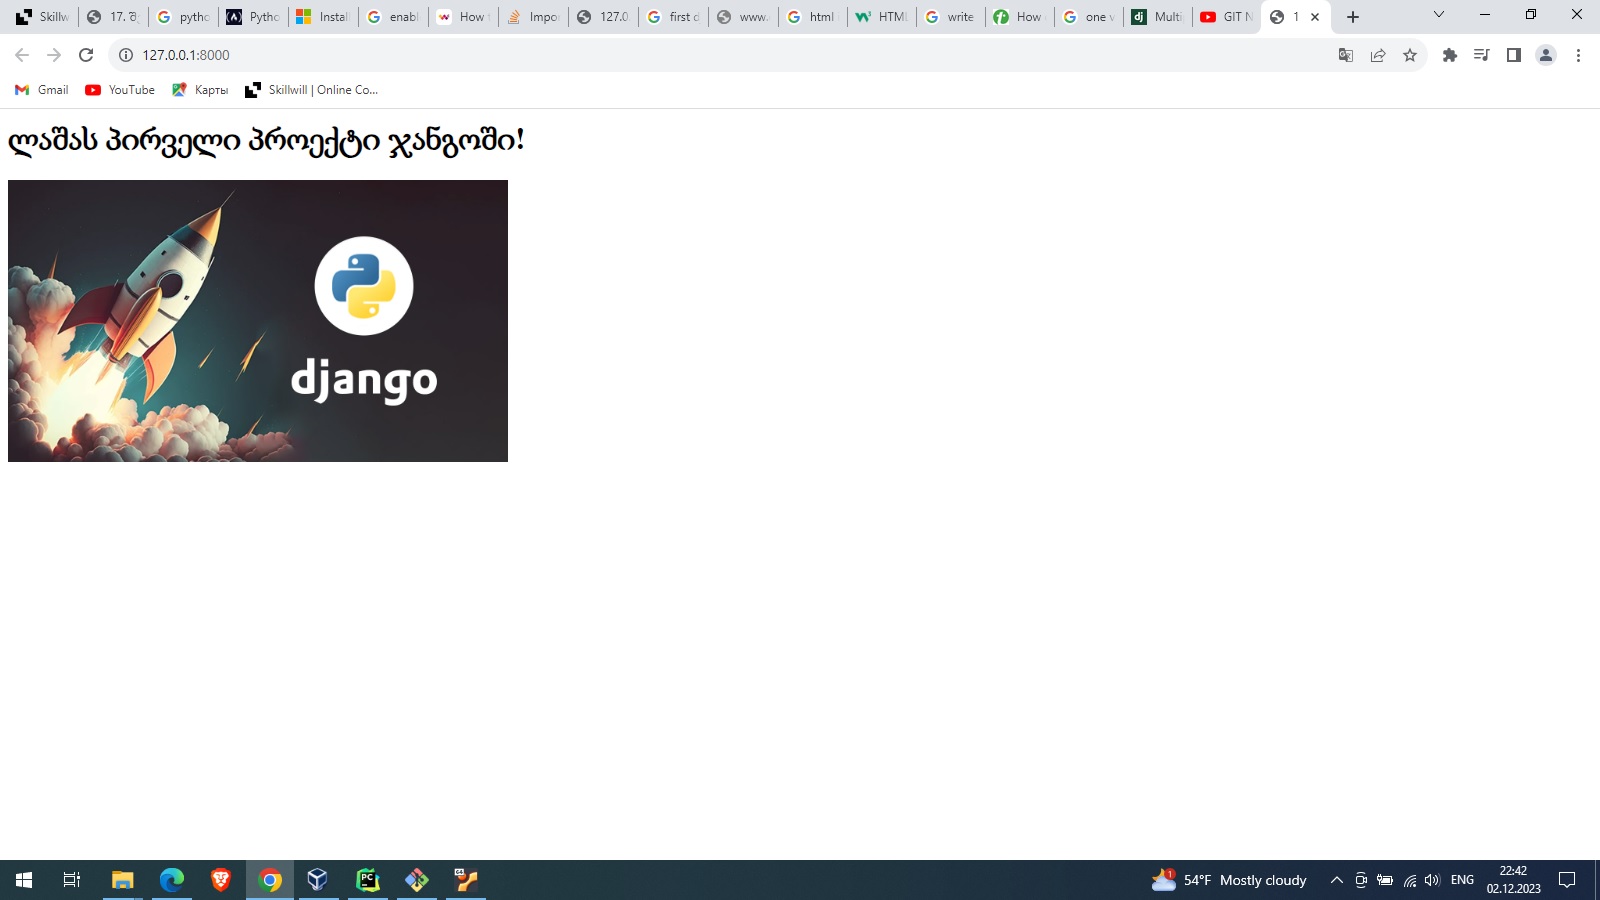 Skillw
17. შე
pytho
Pytho
Instal
enabl
How t
Impo
127.0
first d
www.
html
HTML
write
How
one v
Multi
GIT N
1
127.0.0.1:8000
Gmail
YouTube
Карты
Skillwill | Online Co...
ლაშას პირველი პროექტი ჯანგოში!
django
54°F Mostly cloudy
ENG
22:42
02.12.2023